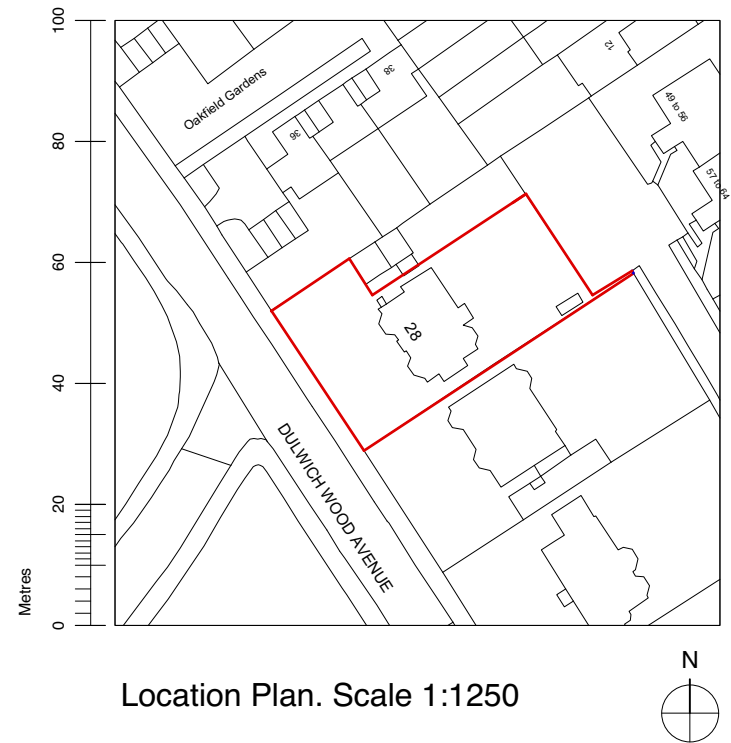 100
80
60
40
20
0
Metres
Oakfield Gardens
38
36
12
49 to 56
57 to 64
28
DULWICH WOOD AVENUE
N
Location Plan. Scale 1:1250